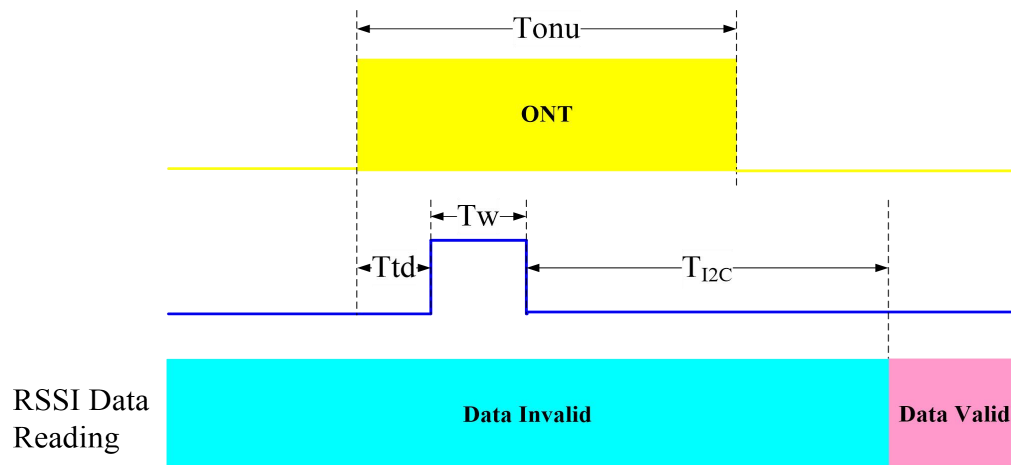 Tonu
ONT
Tw
Ttd
TI2C
RSSI Data
Reading
Data Invalid
Data Valid